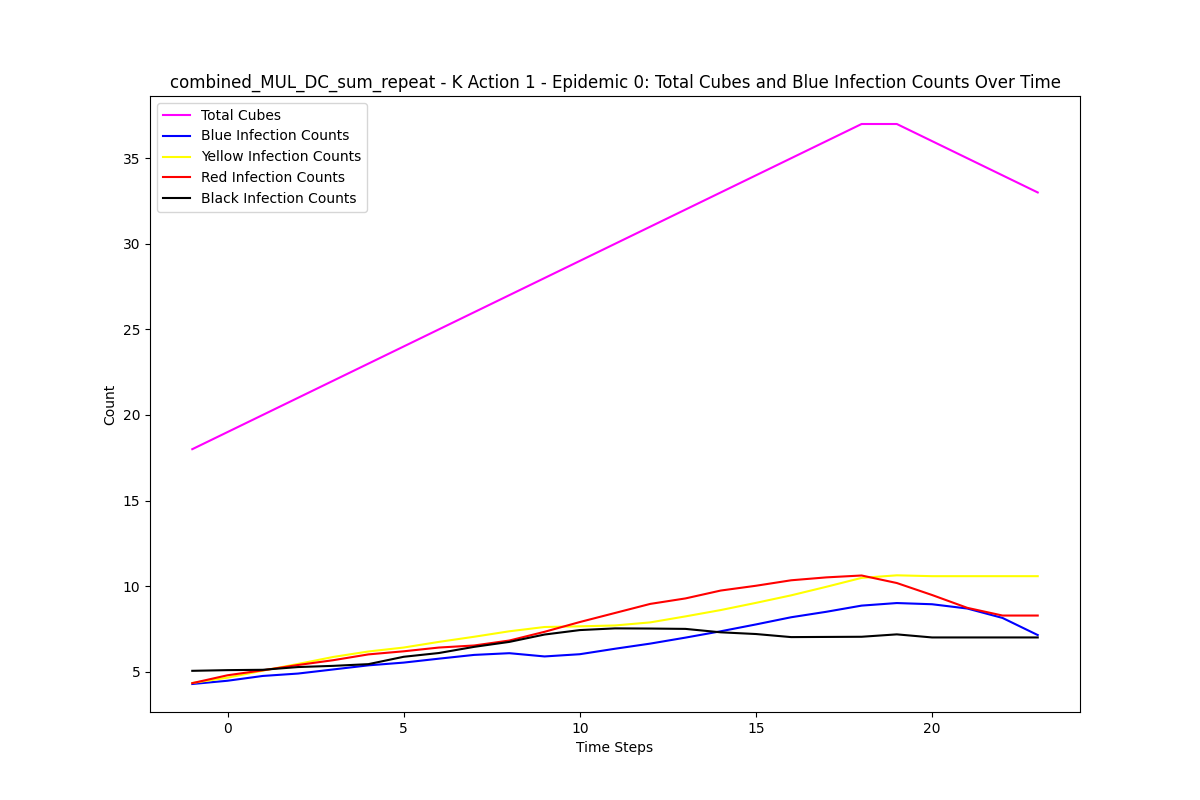 combined_MUL_DC_sum_repeat - K Action 1 - Epidemic 0: Total Cubes and Blue Infection Counts Over Time
Total Cubes
Blue Infection Counts
Yellow Infection Counts
Red Infection Counts
Black Infection Counts
35
30
25
20
15
10
5
Count
0 5 10 15 20
Time Steps